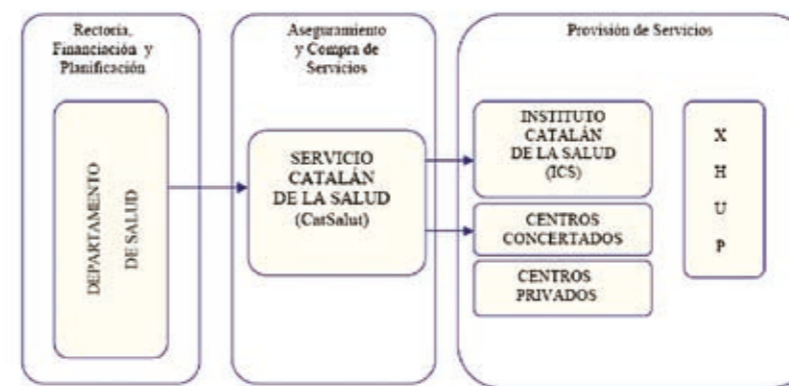 Rectoría,
Financiación y
Planificación
DEPARTAMENTO
DE SALUD
Aseguramiento
y Compra de
Servicios
SERVICIO
CATALÁN
DE LA SALUD
(CatSalut)
Provisión de Servicios
INSTITUTO
CATALÁN
DE LA SALUD
(ICS)
CENTROS
CONCERTADOS
CENTROS
PRIVADOS
X
H
U
P